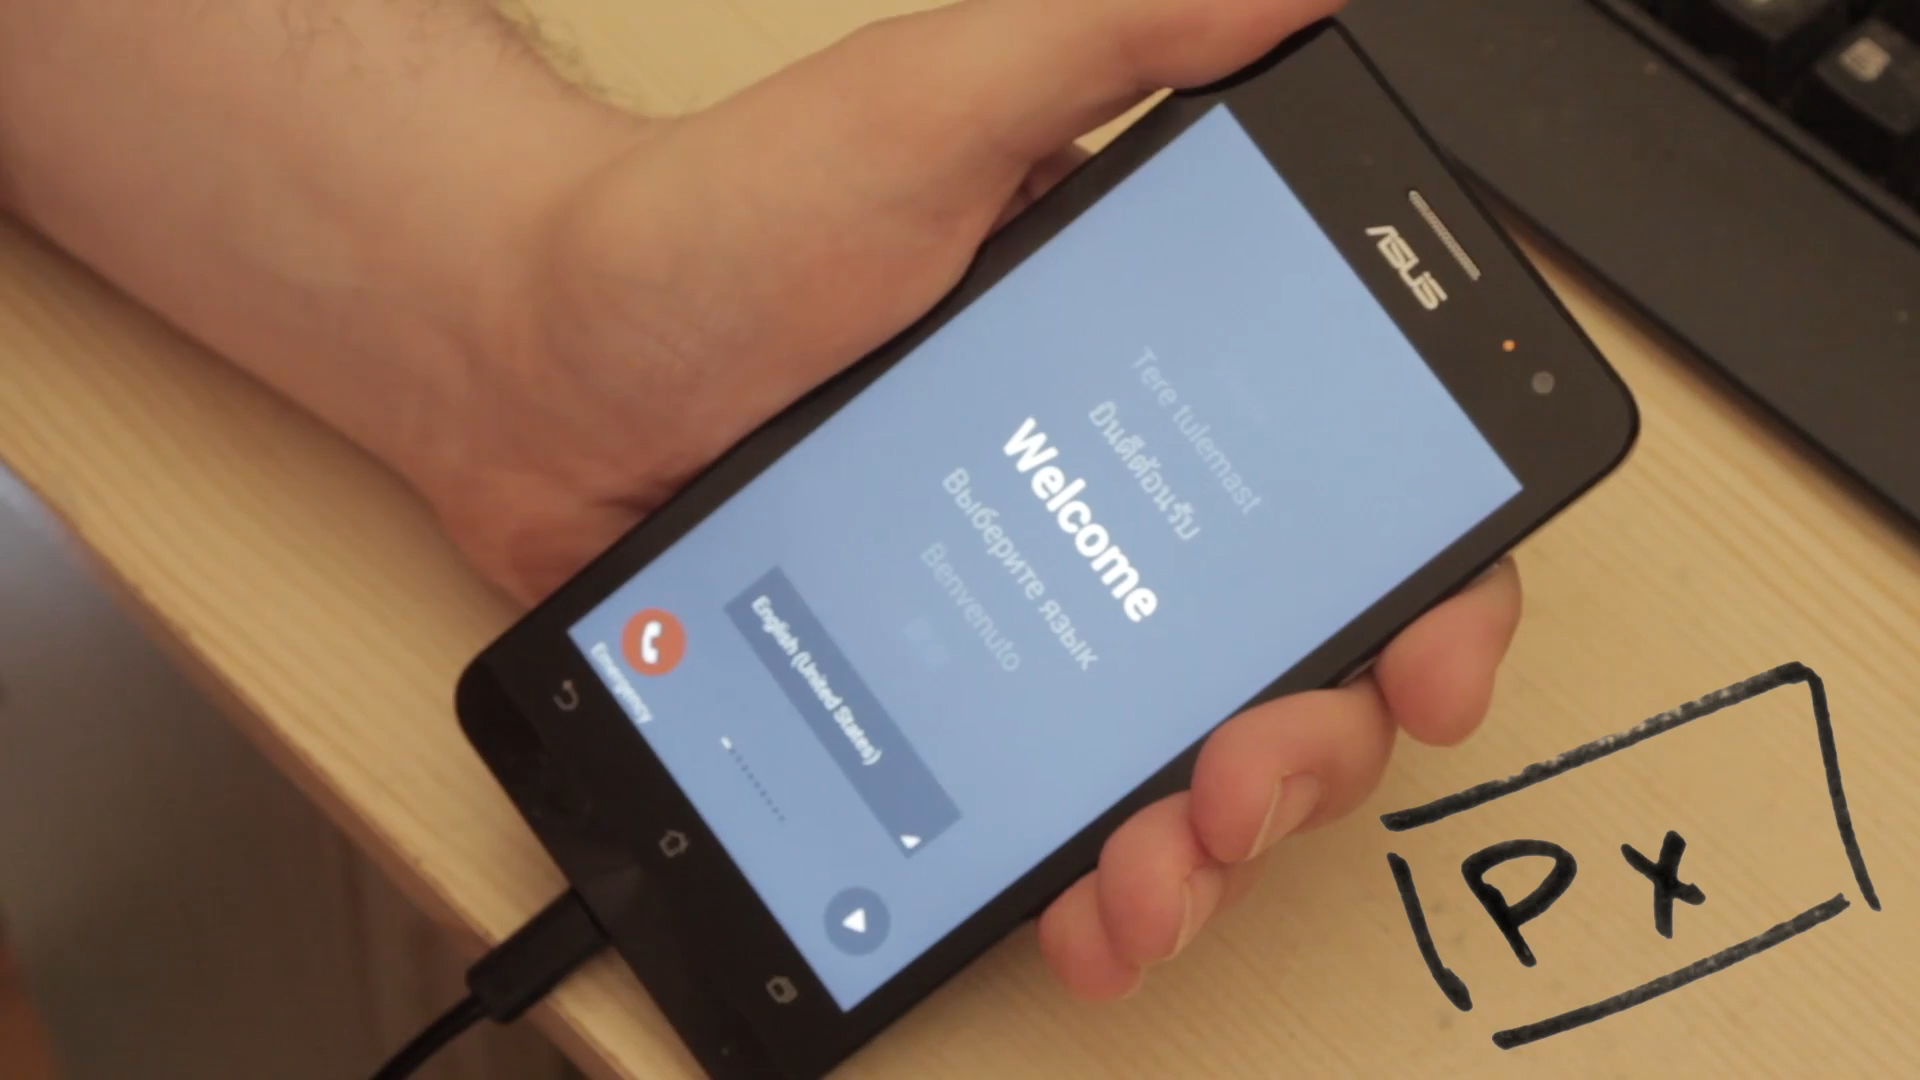 ASUS
Tere tulemast
ยินดีต้อนรับ
Welcome
Выберите язык
Benvenuto
English (United States)
Emergency
PX